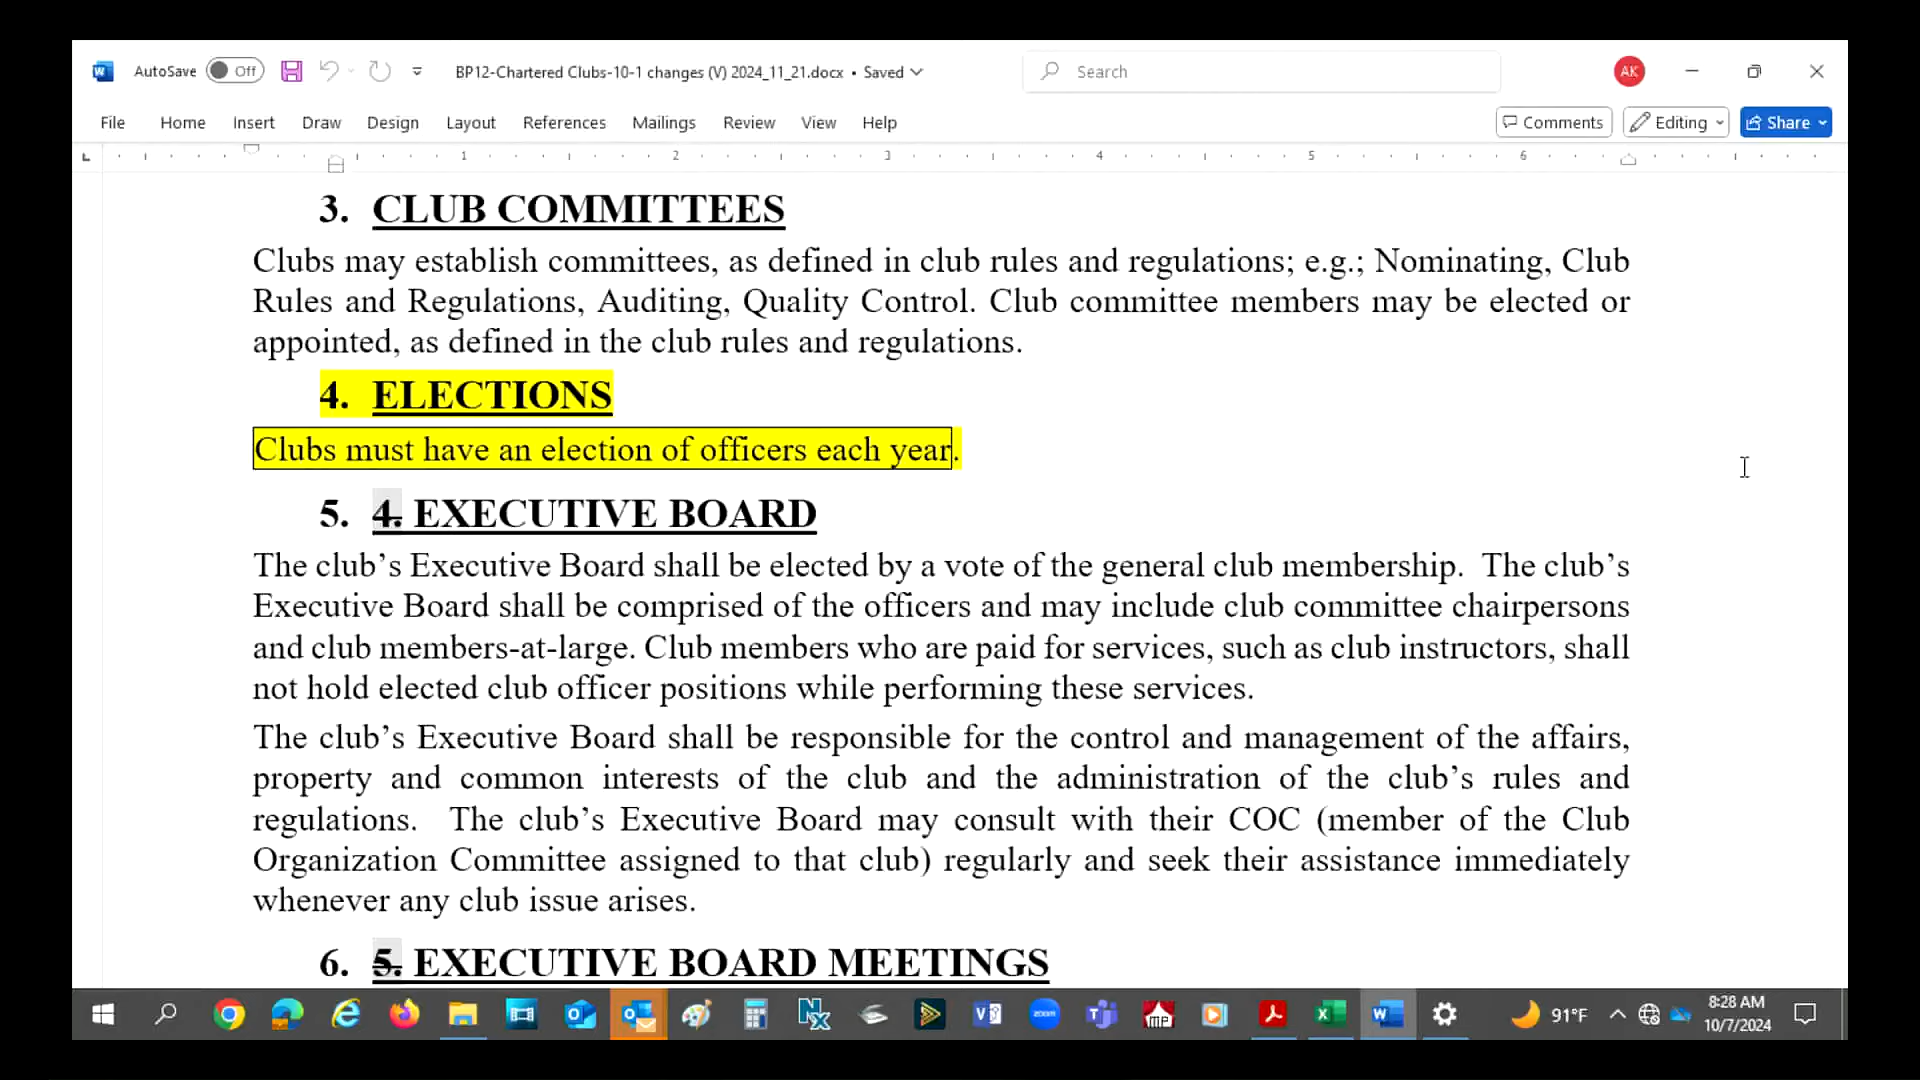 AutoSave Off BP12-Chartered Clubs-10-1 changes (V) 2024_11_21.docx • Saved Search AK
File Home Insert Draw Design Layout References Mailings Review View Help Comments Editing Share
1 2 3 4 5 6
3. CLUB COMMITTEES
Clubs may establish committees, as defined in club rules and regulations; e.g.; Nominating, Club
Rules and Regulations, Auditing, Quality Control. Club committee members may be elected or
appointed, as defined in the club rules and regulations.
4. ELECTIONS
Clubs must have an election of officers each year.
5. 4. EXECUTIVE BOARD
The club’s Executive Board shall be elected by a vote of the general club membership. The club’s
Executive Board shall be comprised of the officers and may include club committee chairpersons
and club members-at-large. Club members who are paid for services, such as club instructors, shall
not hold elected club officer positions while performing these services.
The club’s Executive Board shall be responsible for the control and management of the affairs,
property and common interests of the club and the administration of the club’s rules and
regulations. The club’s Executive Board may consult with their COC (member of the Club
Organization Committee assigned to that club) regularly and seek their assistance immediately
whenever any club issue arises.
6. 5. EXECUTIVE BOARD MEETINGS
91°F 8:28 AM
10/7/2024